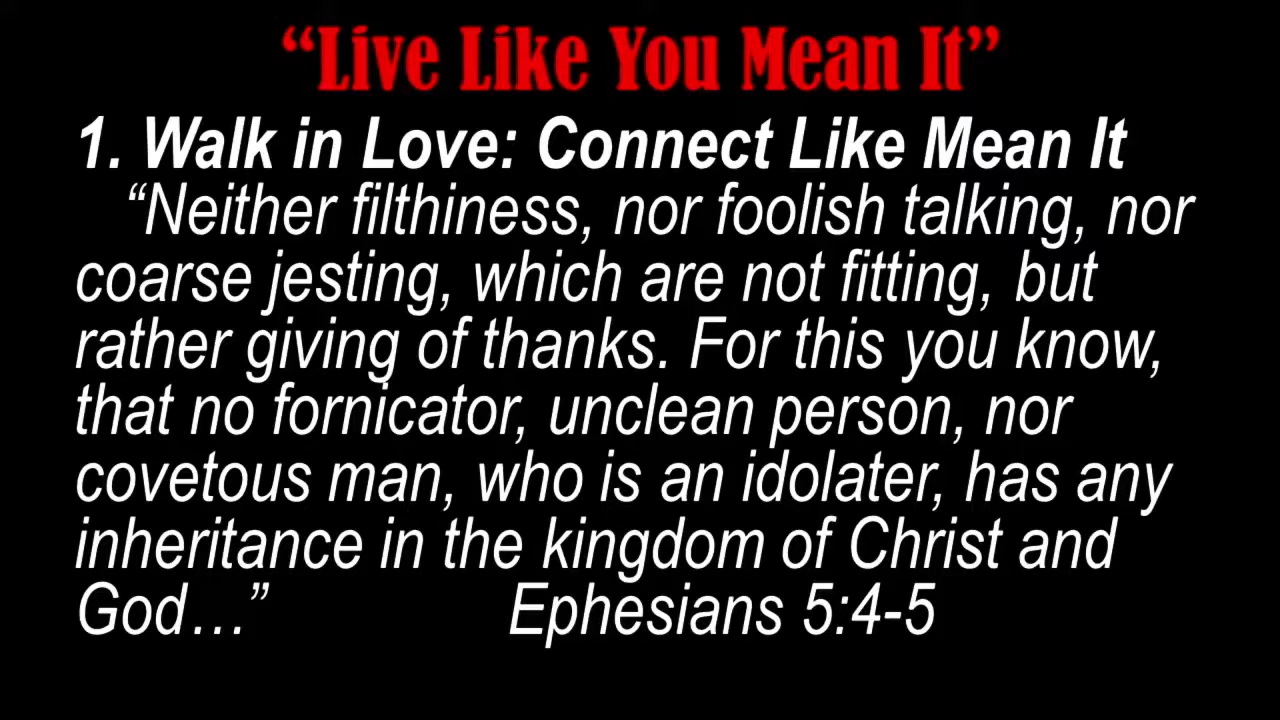 “Live Like You Mean It”
1. Walk in Love: Connect Like Mean It
“Neither filthiness, nor foolish talking, nor
coarse jesting, which are not fitting, but
rather giving of thanks. For this you know,
that no fornicator, unclean person, nor
covetous man, who is an idolater, has any
inheritance in the kingdom of Christ and
God…” Ephesians 5:4-5